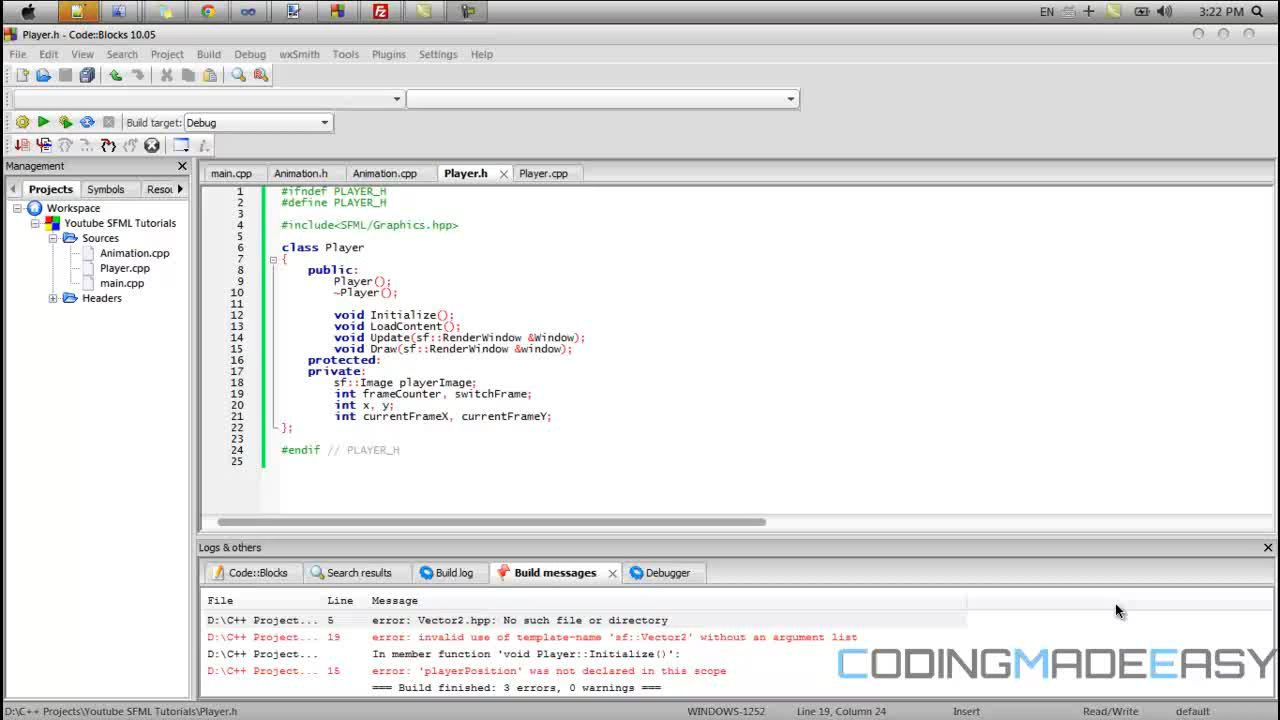 EN
3:22 PM
Player.h - Code::Blocks 10.05
File Edit View Search Project Build Debug wxSmith Tools Plugins Settings Help
Build target: Debug
Management
Projects Symbols Resou
Workspace
Youtube SFML Tutorials
Sources
Animation.cpp
Player.cpp
main.cpp
Headers
main.cpp Animation.h Animation.cpp Player.h Player.cpp
1 #ifndef PLAYER_H
2 #define PLAYER_H
3
4 #include<SFML/Graphics.hpp>
5
6 class Player
7 {
8 public:
9 Player();
10 ~Player();
11
12 void Initialize();
13 void LoadContent();
14 void Update(sf::RenderWindow &Window);
15 void Draw(sf::RenderWindow &window);
16 protected:
17 private:
18 sf::Image playerImage;
19 int frameCounter, switchFrame;
20 int x, y;
21 int currentFrameX, currentFrameY;
22 };
23
24 #endif // PLAYER_H
25
Logs & others
Code::Blocks Search results Build log Build messages Debugger
File Line Message
D:\C++ Project... 5 error: Vector2.hpp: No such file or directory
D:\C++ Project... 19 error: invalid use of template-name 'sf::Vector2' without an argument list
D:\C++ Project... In member function 'void Player::Initialize()':
D:\C++ Project... 15 error: 'playerPosition' was not declared in this scope
=== Build finished: 3 errors, 0 warnings ===
CODINGMADEEASY
D:\C++ Projects\Youtube SFML Tutorials\Player.h WINDOWS-1252 Line 19, Column 24 Insert Read/Write default